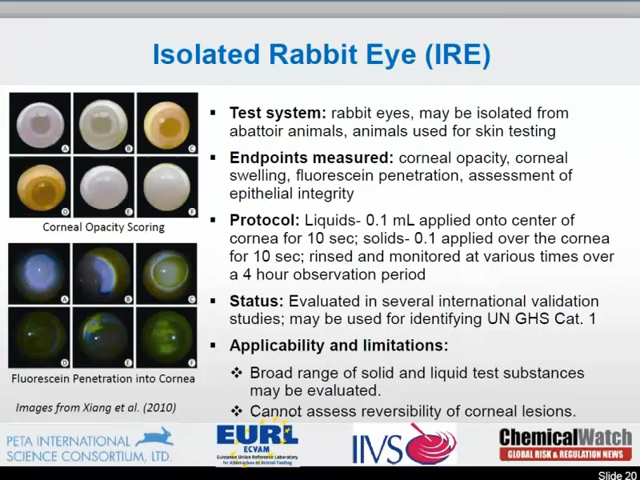 Isolated Rabbit Eye (IRE)
A
B
C
D
E
F
Corneal Opacity Scoring
A
B
C
D
E
F
Fluorescein Penetration into Cornea
Images from Xiang et al. (2010)
▪ Test system: rabbit eyes, may be isolated from
abattoir animals, animals used for skin testing
▪ Endpoints measured: corneal opacity, corneal
swelling, fluorescein penetration, assessment of
epithelial integrity
▪ Protocol: Liquids- 0.1 mL applied onto center of
cornea for 10 sec; solids- 0.1 applied over the cornea
for 10 sec; rinsed and monitored at various times over
a 4 hour observation period
▪ Status: Evaluated in several international validation
studies; may be used for identifying UN GHS Cat. 1
▪ Applicability and limitations:
❖ Broad range of solid and liquid test substances
may be evaluated.
❖ Cannot assess reversibility of corneal lesions.
PETA INTERNATIONAL
SCIENCE CONSORTIUM, LTD.
EURL
ECVAM
European Union Reference Laboratory
for Alternatives to Animal Testing
IIVS
ChemicalWatch
GLOBAL RISK & REGULATION NEWS
Slide 20